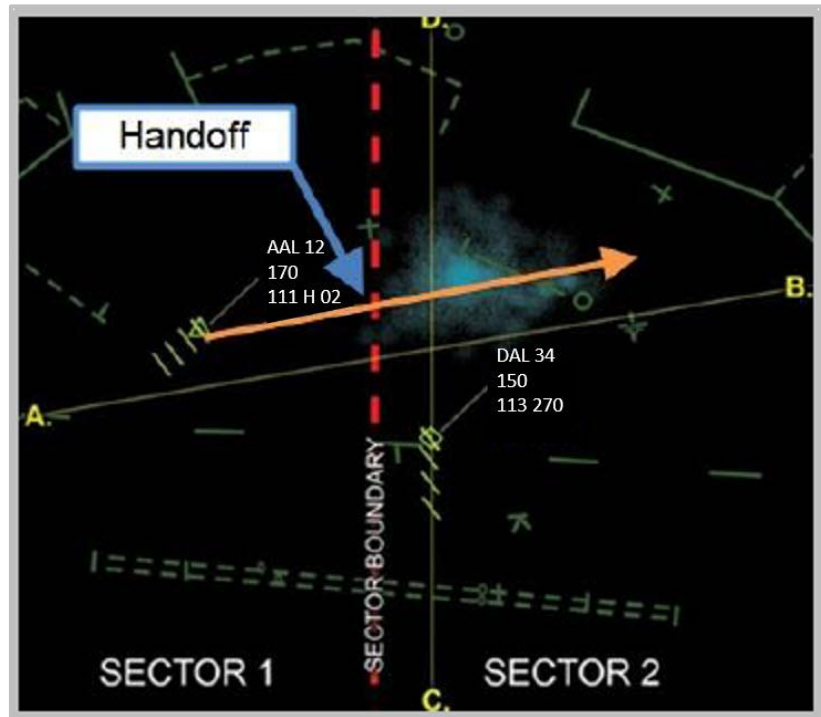 D.
Handoff
AAL 12
170
111 H 02
B.
DAL 34
150
113 270
A.
SECTOR BOUNDARY
SECTOR 1
SECTOR 2
C.